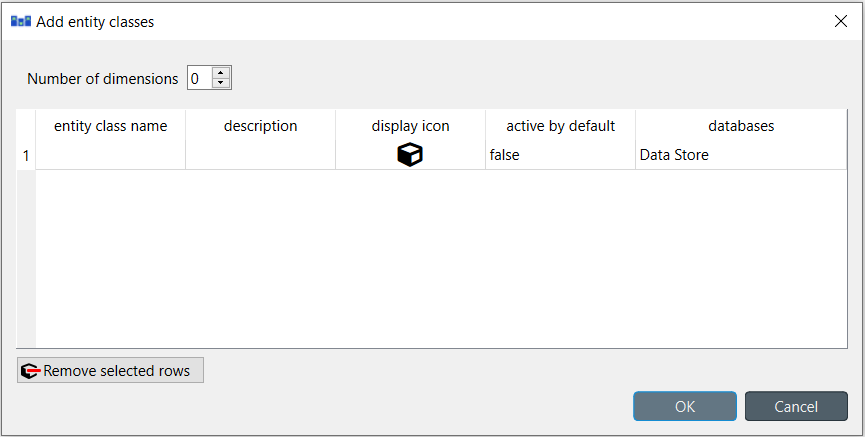 Add entity classes
Number of dimensions 0
entity class name description display icon active by default databases
1 false Data Store
Remove selected rows
OK Cancel